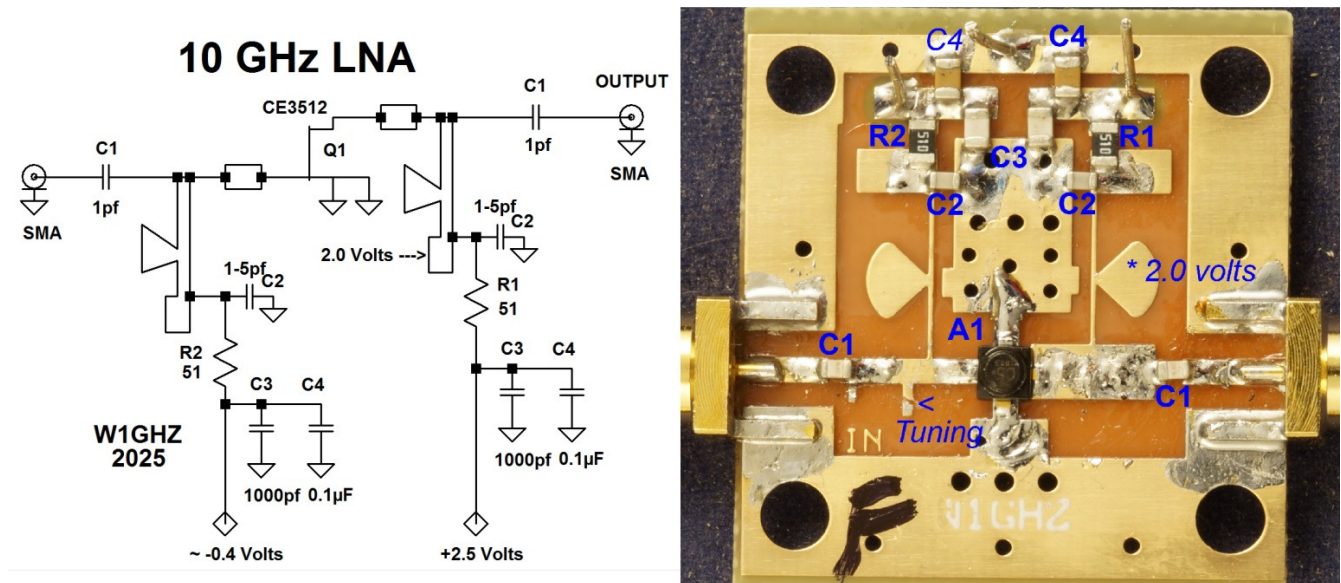 10 GHz LNA
OUTPUT
C1
CE3512
C1
Q1
1pf
SMA
1pf
SMA
1-5pf
C2
2.0 Volts --->
R1
51
1-5pf
C2
R2
51
C3
C4
C3
C4
1000pf
0.1µF
W1GHZ
2025
1000pf
0.1µF
~ -0.4 Volts
+2.5 Volts
C4
C4
R2
510
510
R1
C3
C2
C2
* 2.0 volts
A1
C1
C1
<
Tuning
IN
F
W1GHZ